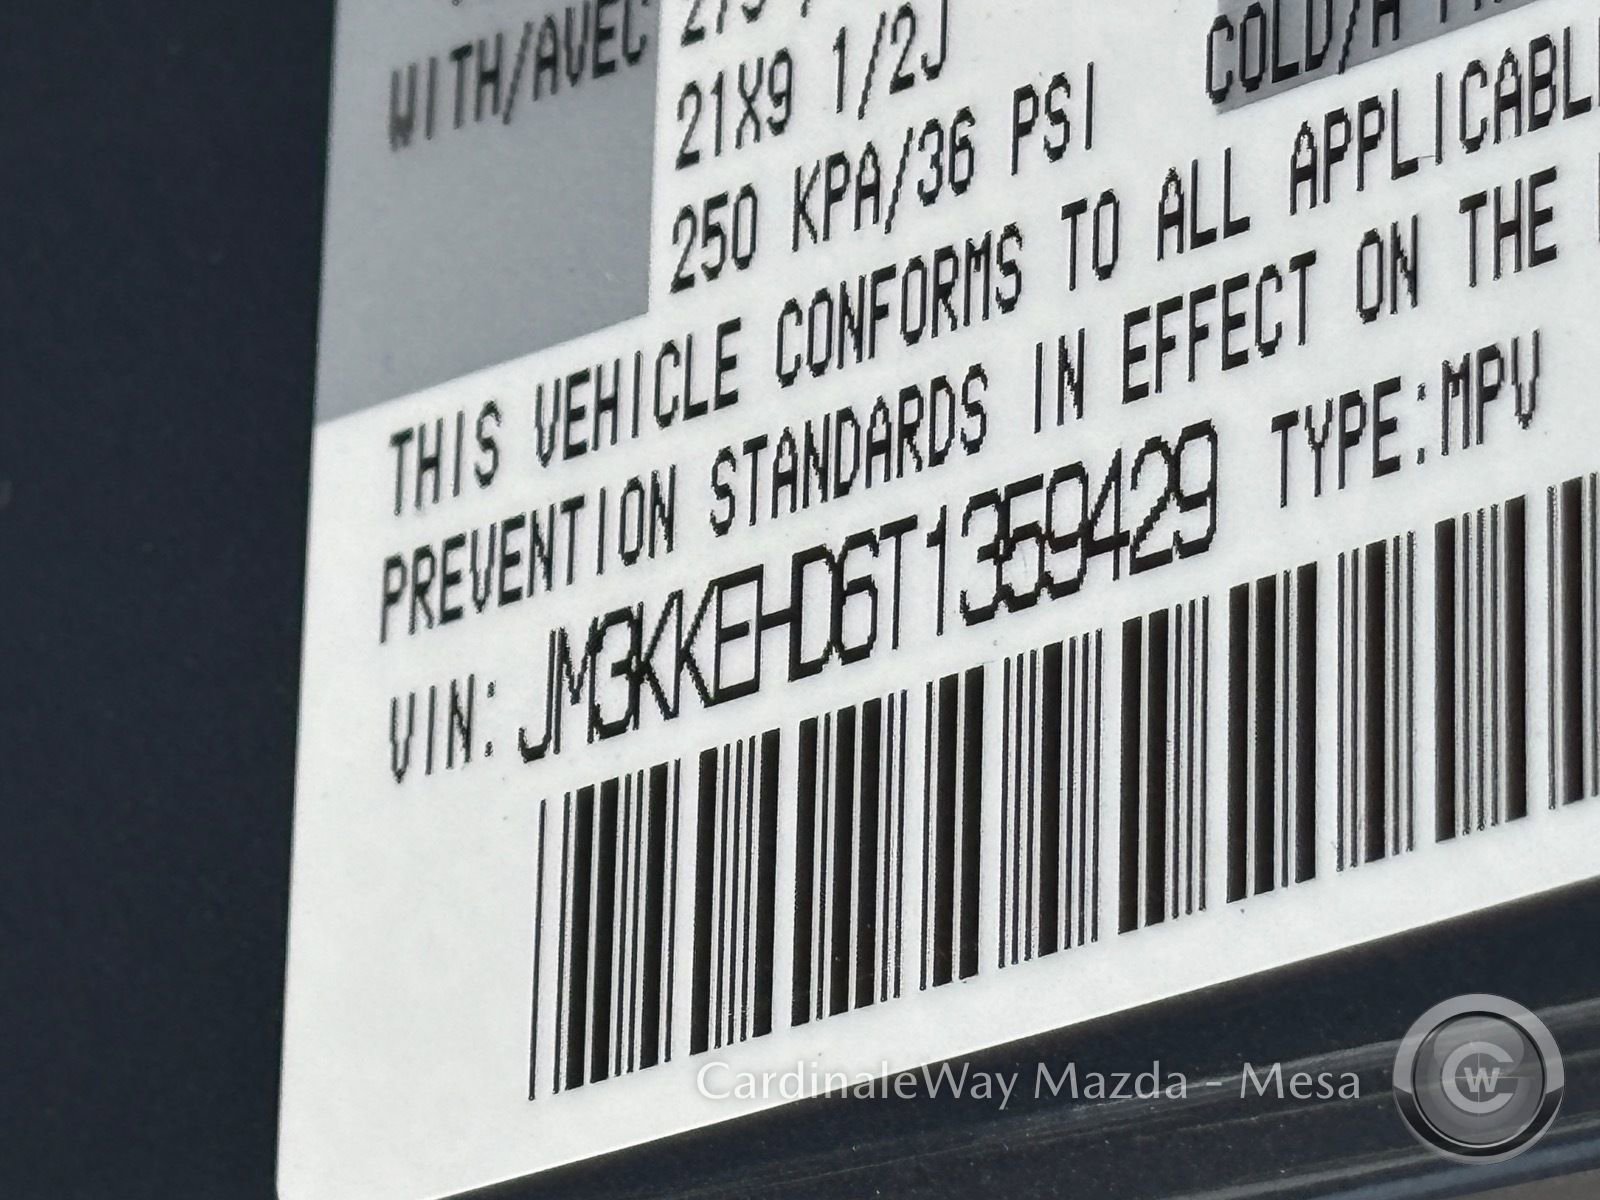 WITH/AVEC
21X9 1/2J
COLD/A
250 KPA/36 PSI
THIS VEHICLE CONFORMS TO ALL APPLICABLE
PREVENTION STANDARDS IN EFFECT ON THE
VIN: JM3KKEHD6T1359429 TYPE:MPV
CardinaleWay Mazda - Mesa
CW